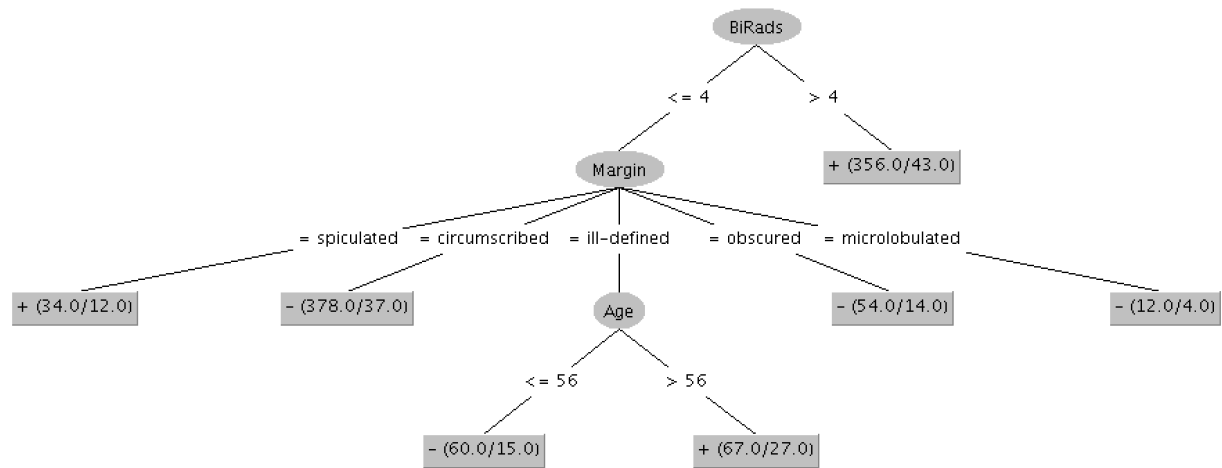 BiRads
<= 4
> 4
Margin
+ (356.0/43.0)
= spiculated
= circumscribed
= ill-defined
= obscured
= microlobulated
+ (34.0/12.0)
– (378.0/37.0)
Age
– (54.0/14.0)
– (12.0/4.0)
<= 56
> 56
– (60.0/15.0)
+ (67.0/27.0)